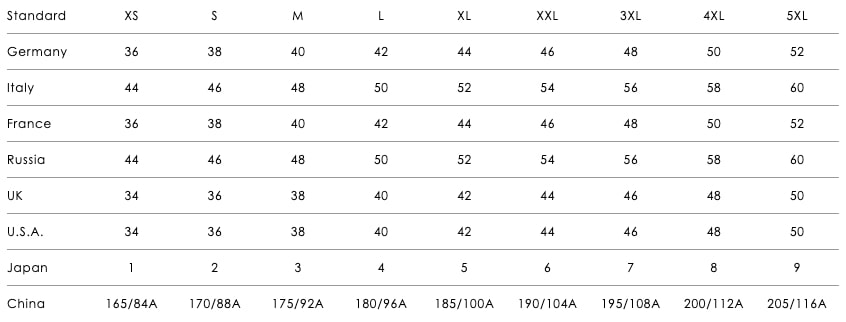 Standard XS S M L XL XXL 3XL 4XL 5XL
Germany 36 38 40 42 44 46 48 50 52
Italy 44 46 48 50 52 54 56 58 60
France 36 38 40 42 44 46 48 50 52
Russia 44 46 48 50 52 54 56 58 60
UK 34 36 38 40 42 44 46 48 50
U.S.A. 34 36 38 40 42 44 46 48 50
Japan 1 2 3 4 5 6 7 8 9
China 165/84A 170/88A 175/92A 180/96A 185/100A 190/104A 195/108A 200/112A 205/116A